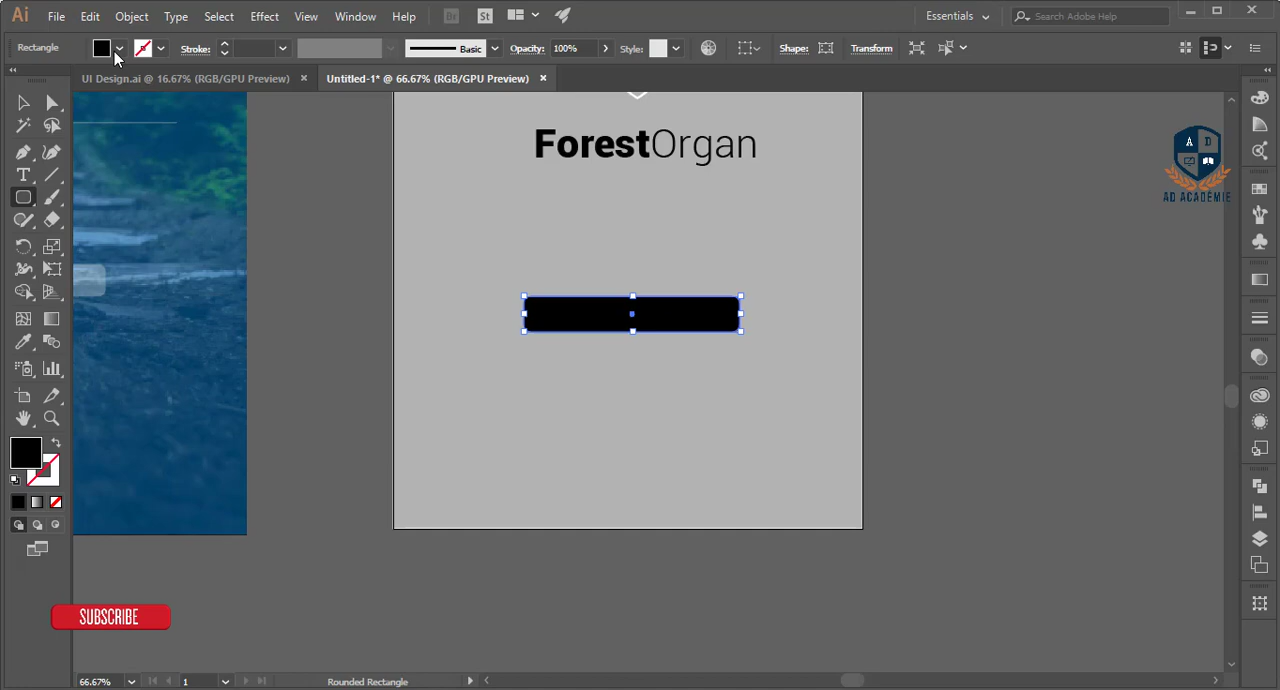 Ai File Edit Object Type Select Effect View Window Help Br St Essentials Search Adobe Help
Rectangle Stroke: Basic Opacity: 100% Style: Shape: Transform
UI Design.ai @ 16.67% (RGB/GPU Preview) × Untitled-1* @ 66.67% (RGB/GPU Preview) ×
ForestOrgan
A D
AD ACADEMIE
T
SUBSCRIBE
66.67% 1 Rounded Rectangle